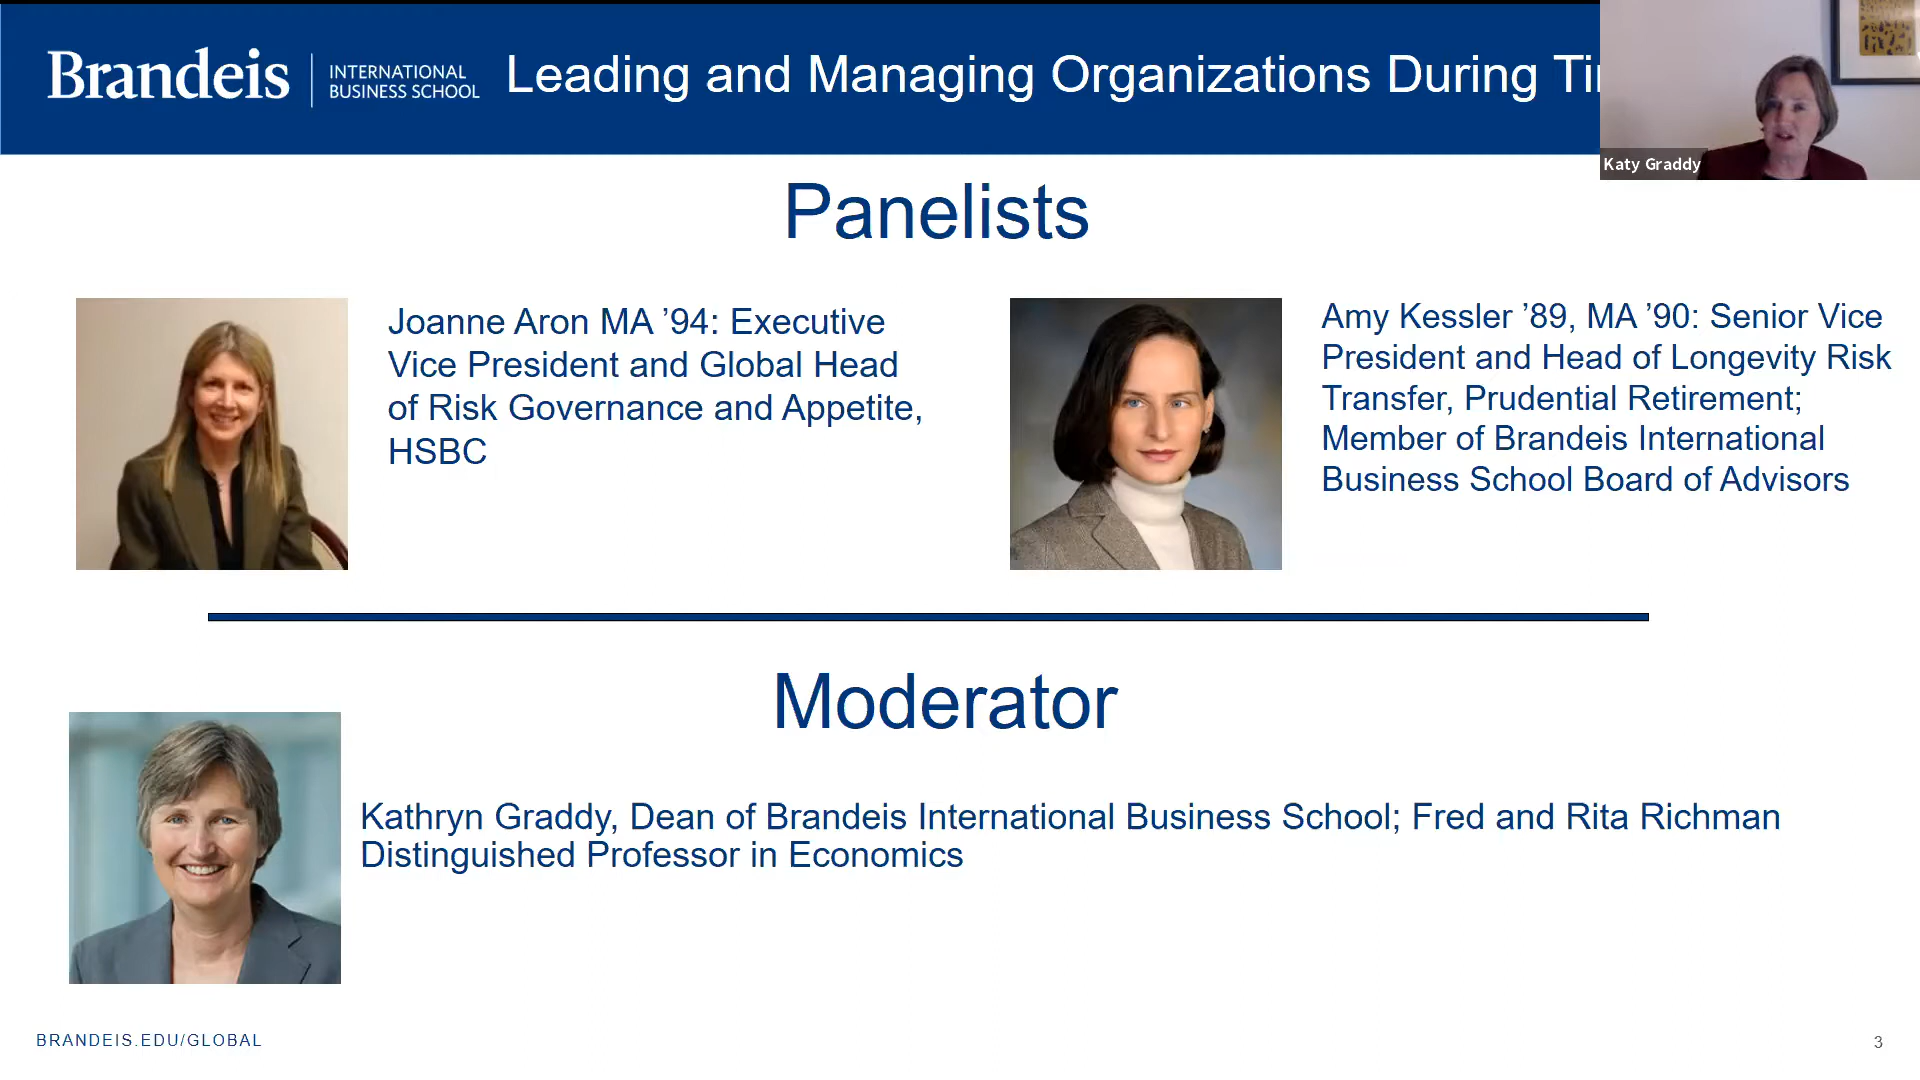 Brandeis
INTERNATIONAL
BUSINESS SCHOOL
Leading and Managing Organizations During
Katy Graddy
Panelists
Joanne Aron MA ’94: Executive
Vice President and Global Head
of Risk Governance and Appetite,
HSBC
Amy Kessler ’89, MA ’90: Senior Vice
President and Head of Longevity Risk
Transfer, Prudential Retirement;
Member of Brandeis International
Business School Board of Advisors
Moderator
Kathryn Graddy, Dean of Brandeis International Business School; Fred and Rita Richman
Distinguished Professor in Economics
BRANDEIS.EDU/GLOBAL
3